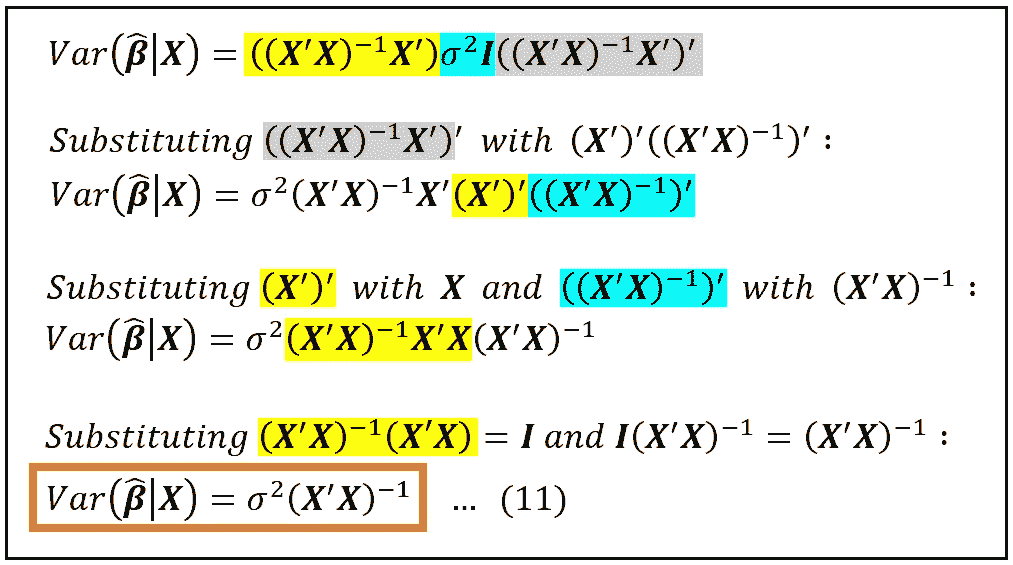 Var(β̂|X) = ((X′X)⁻¹X′)σ²I((X′X)⁻¹X′)′
Substituting ((X′X)⁻¹X′)′ with (X′)′((X′X)⁻¹)′ :
Var(β̂|X) = σ²(X′X)⁻¹X′(X′)′((X′X)⁻¹)′
Substituting (X′)′ with X and ((X′X)⁻¹)′ with (X′X)⁻¹ :
Var(β̂|X) = σ²(X′X)⁻¹X′X(X′X)⁻¹
Substituting (X′X)⁻¹(X′X) = I and I(X′X)⁻¹ = (X′X)⁻¹ :
Var(β̂|X) = σ²(X′X)⁻¹ … (11)